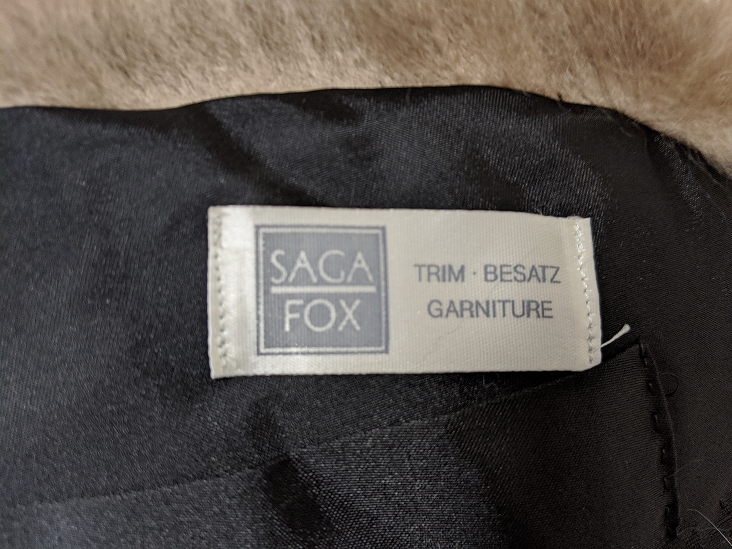 SAGA
FOX
TRIM · BESATZ
GARNITURE